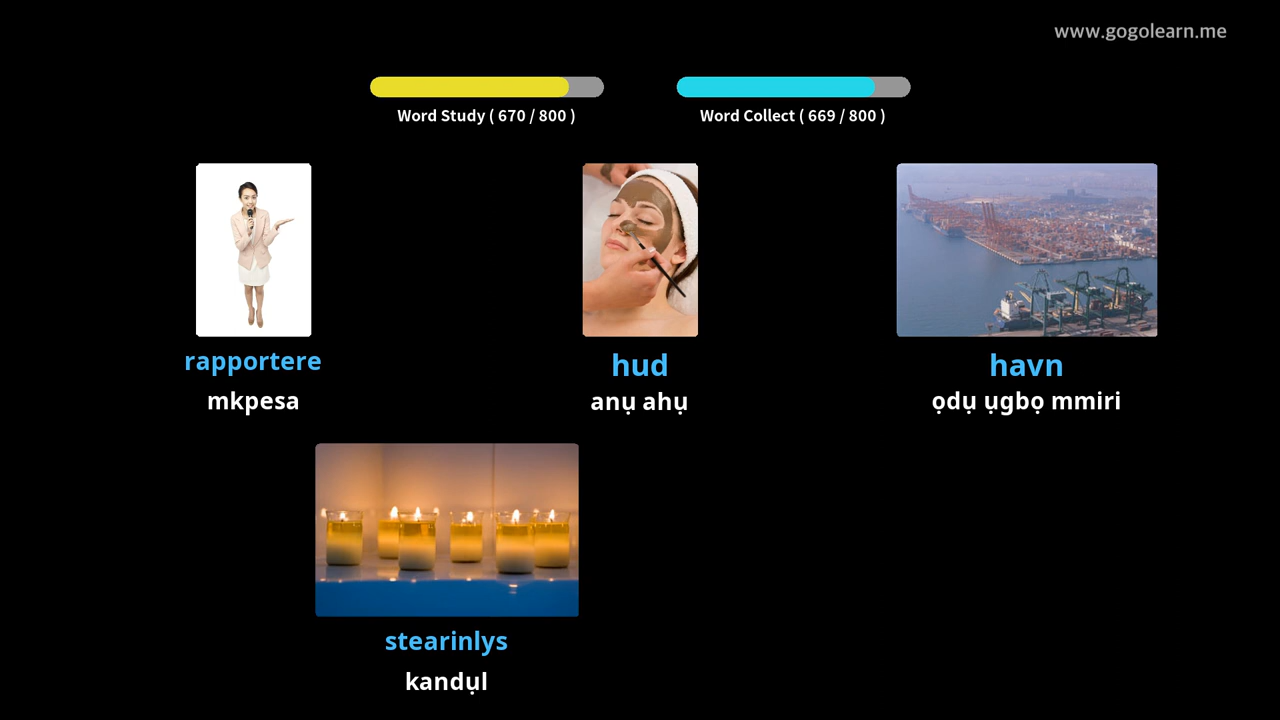 www.gogolearn.me
Word Study ( 670 / 800 )
Word Collect ( 669 / 800 )
rapportere
mkpesa
hud
anụ ahụ
havn
ọdụ ụgbọ mmiri
stearinlys
kandụl